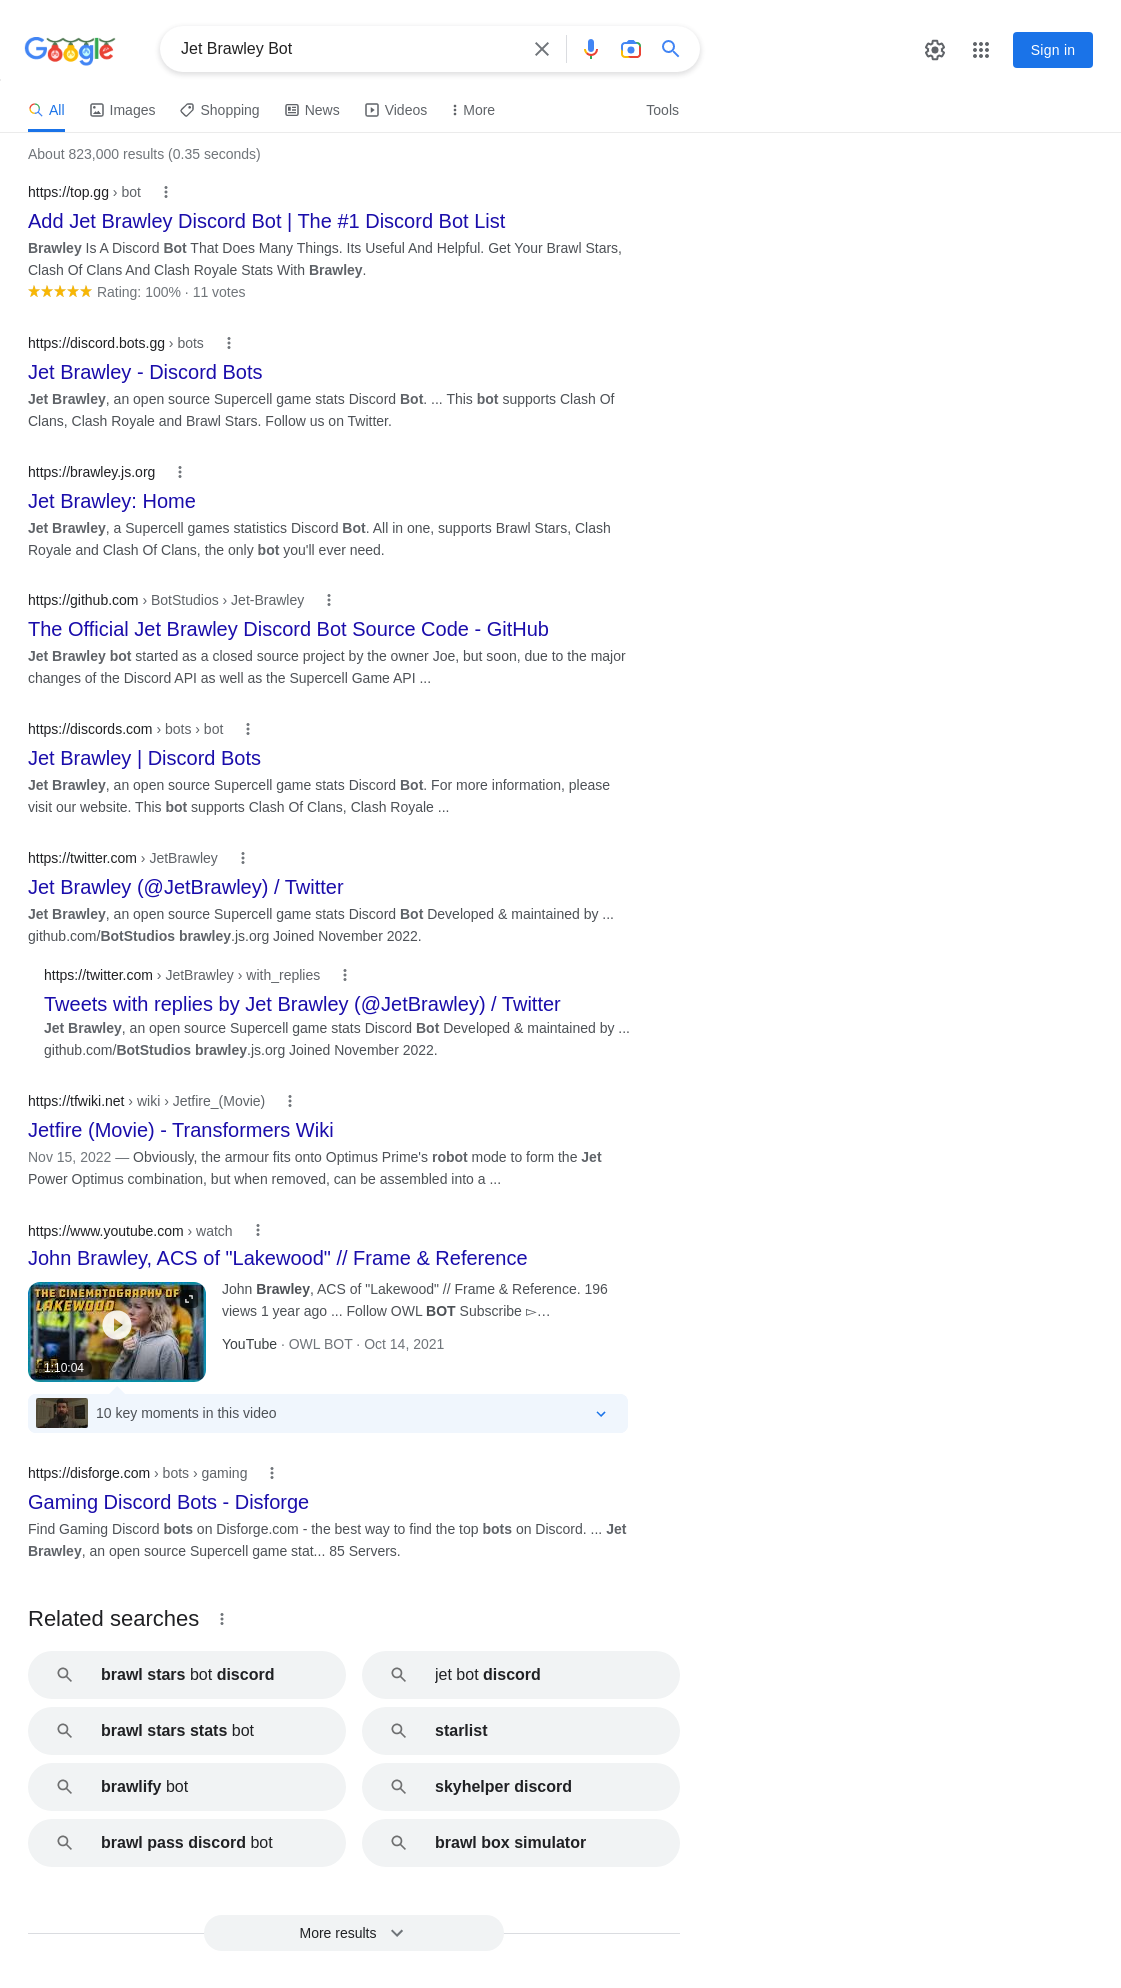 Google
Jet Brawley Bot
Sign in
All Images Shopping News Videos More Tools
About 823,000 results (0.35 seconds)
https://top.gg › bot
Add Jet Brawley Discord Bot | The #1 Discord Bot List
Brawley Is A Discord Bot That Does Many Things. Its Useful And Helpful. Get Your Brawl Stars,
Clash Of Clans And Clash Royale Stats With Brawley.
Rating: 100% · 11 votes
https://discord.bots.gg › bots
Jet Brawley - Discord Bots
Jet Brawley, an open source Supercell game stats Discord Bot. ... This bot supports Clash Of
Clans, Clash Royale and Brawl Stars. Follow us on Twitter.
https://brawley.js.org
Jet Brawley: Home
Jet Brawley, a Supercell games statistics Discord Bot. All in one, supports Brawl Stars, Clash
Royale and Clash Of Clans, the only bot you'll ever need.
https://github.com › BotStudios › Jet-Brawley
The Official Jet Brawley Discord Bot Source Code - GitHub
Jet Brawley bot started as a closed source project by the owner Joe, but soon, due to the major
changes of the Discord API as well as the Supercell Game API ...
https://discords.com › bots › bot
Jet Brawley | Discord Bots
Jet Brawley, an open source Supercell game stats Discord Bot. For more information, please
visit our website. This bot supports Clash Of Clans, Clash Royale ...
https://twitter.com › JetBrawley
Jet Brawley (@JetBrawley) / Twitter
Jet Brawley, an open source Supercell game stats Discord Bot Developed & maintained by ...
github.com/BotStudios brawley.js.org Joined November 2022.
https://twitter.com › JetBrawley › with_replies
Tweets with replies by Jet Brawley (@JetBrawley) / Twitter
Jet Brawley, an open source Supercell game stats Discord Bot Developed & maintained by ...
github.com/BotStudios brawley.js.org Joined November 2022.
https://tfwiki.net › wiki › Jetfire_(Movie)
Jetfire (Movie) - Transformers Wiki
Nov 15, 2022 — Obviously, the armour fits onto Optimus Prime's robot mode to form the Jet
Power Optimus combination, but when removed, can be assembled into a ...
https://www.youtube.com › watch
John Brawley, ACS of "Lakewood" // Frame & Reference
THE CINEMATOGRAPHY OF
LAKEWOOD
1:10:04
John Brawley, ACS of "Lakewood" // Frame & Reference. 196
views 1 year ago ... Follow OWL BOT Subscribe ▻…
YouTube · OWL BOT · Oct 14, 2021
10 key moments in this video
https://disforge.com › bots › gaming
Gaming Discord Bots - Disforge
Find Gaming Discord bots on Disforge.com - the best way to find the top bots on Discord. ... Jet
Brawley, an open source Supercell game stat... 85 Servers.
Related searches
brawl stars bot discord
jet bot discord
brawl stars stats bot
starlist
brawlify bot
skyhelper discord
brawl pass discord bot
brawl box simulator
More results